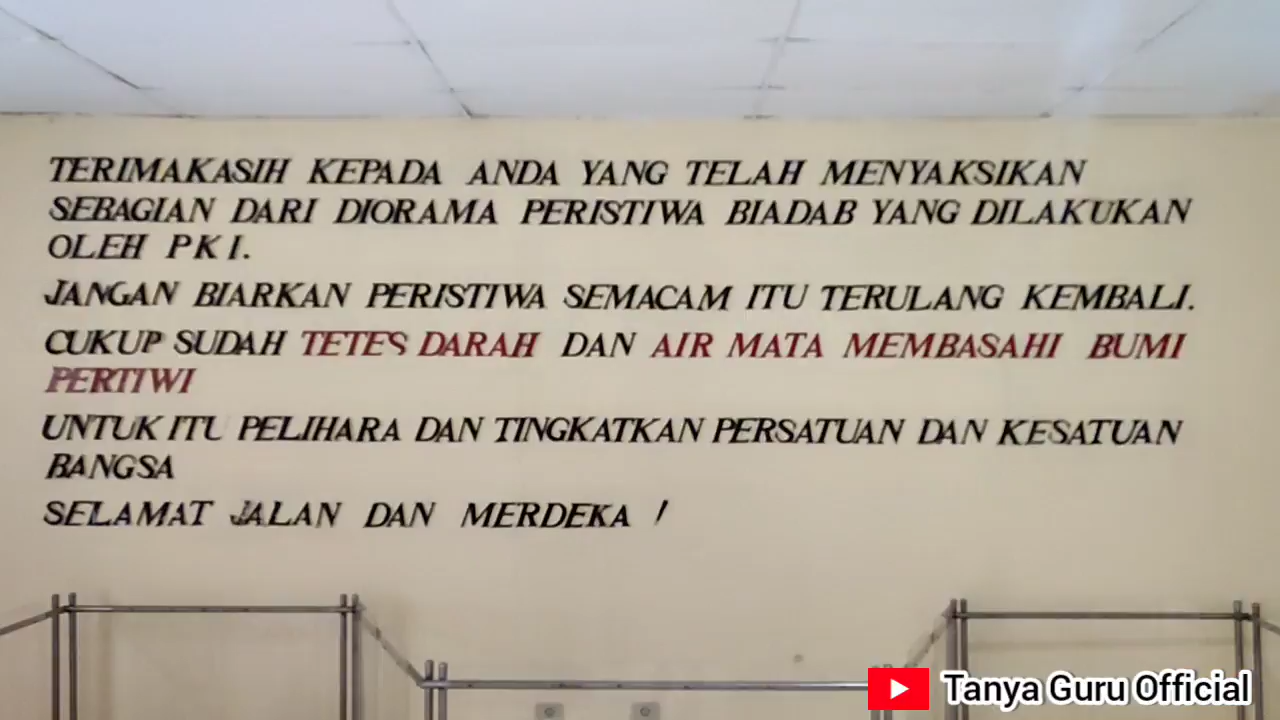 TERIMAKASIH KEPADA ANDA YANG TELAH MENYAKSIKAN
SEBAGIAN DARI DIORAMA PERISTIWA BIADAB YANG DILAKUKAN
OLEH PKI.
JANGAN BIARKAN PERISTIWA SEMACAM ITU TERULANG KEMBALI.
CUKUP SUDAH TETES DARAH DAN AIR MATA MEMBASAHI BUMI
PERTIWI
UNTUK ITU PELIHARA DAN TINGKATKAN PERSATUAN DAN KESATUAN
BANGSA
SELAMAT JALAN DAN MERDEKA !
Tanya Guru Official